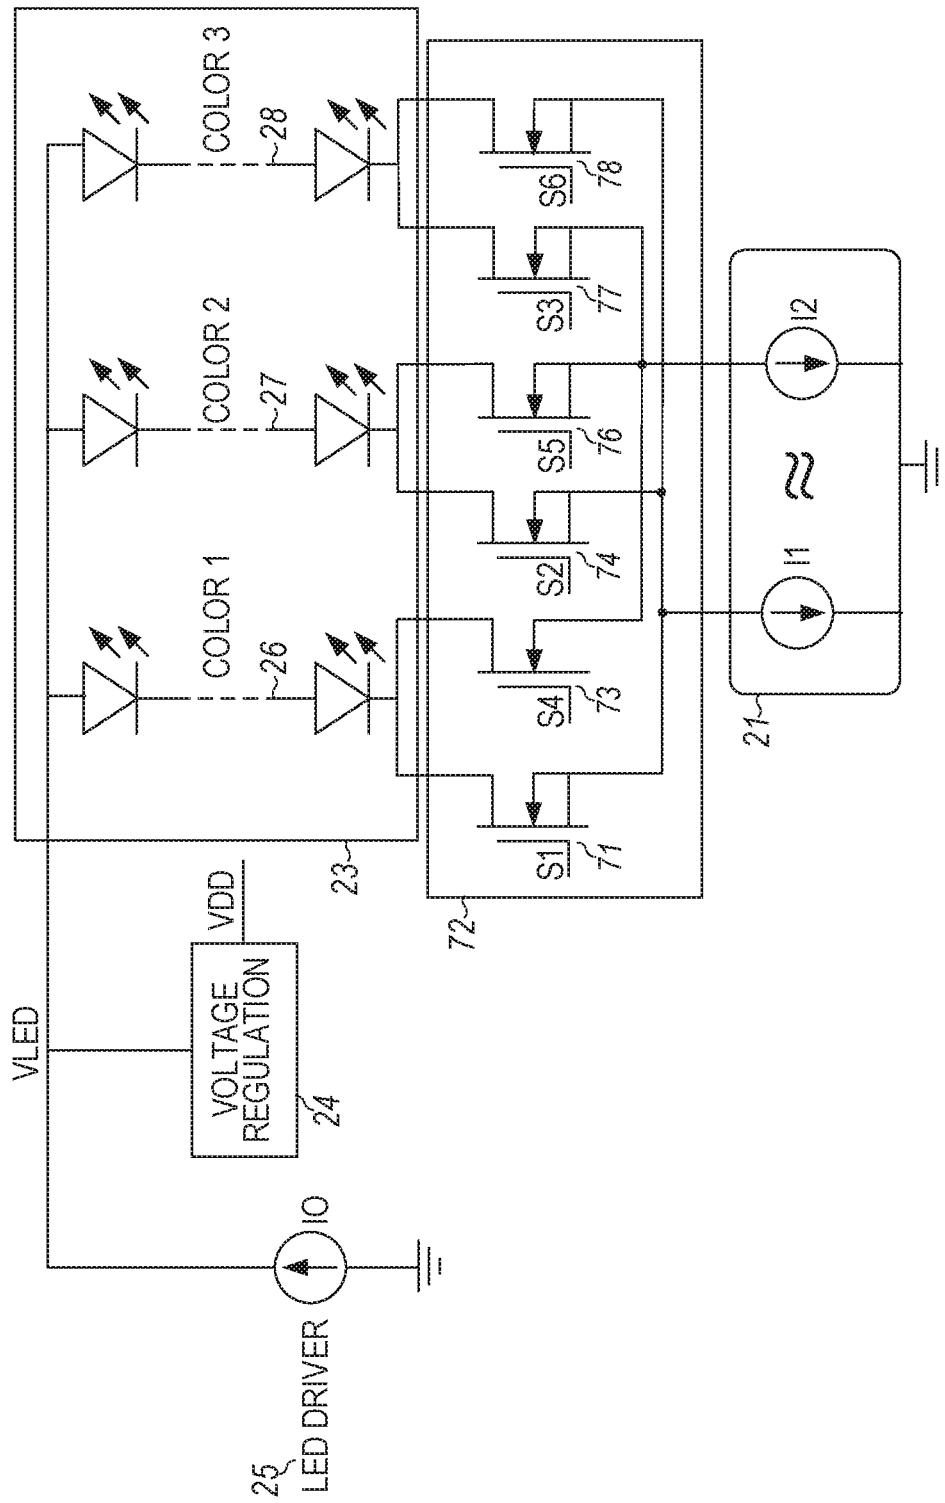 25
LED DRIVER
IO
VLED
VOLTAGE
REGULATION
24
VDD
23
COLOR 1
26
COLOR 2
27
COLOR 3
28
72
S1
71
S4
73
S2
74
S5
76
S3
77
S6
78
21
I1
≈
I2